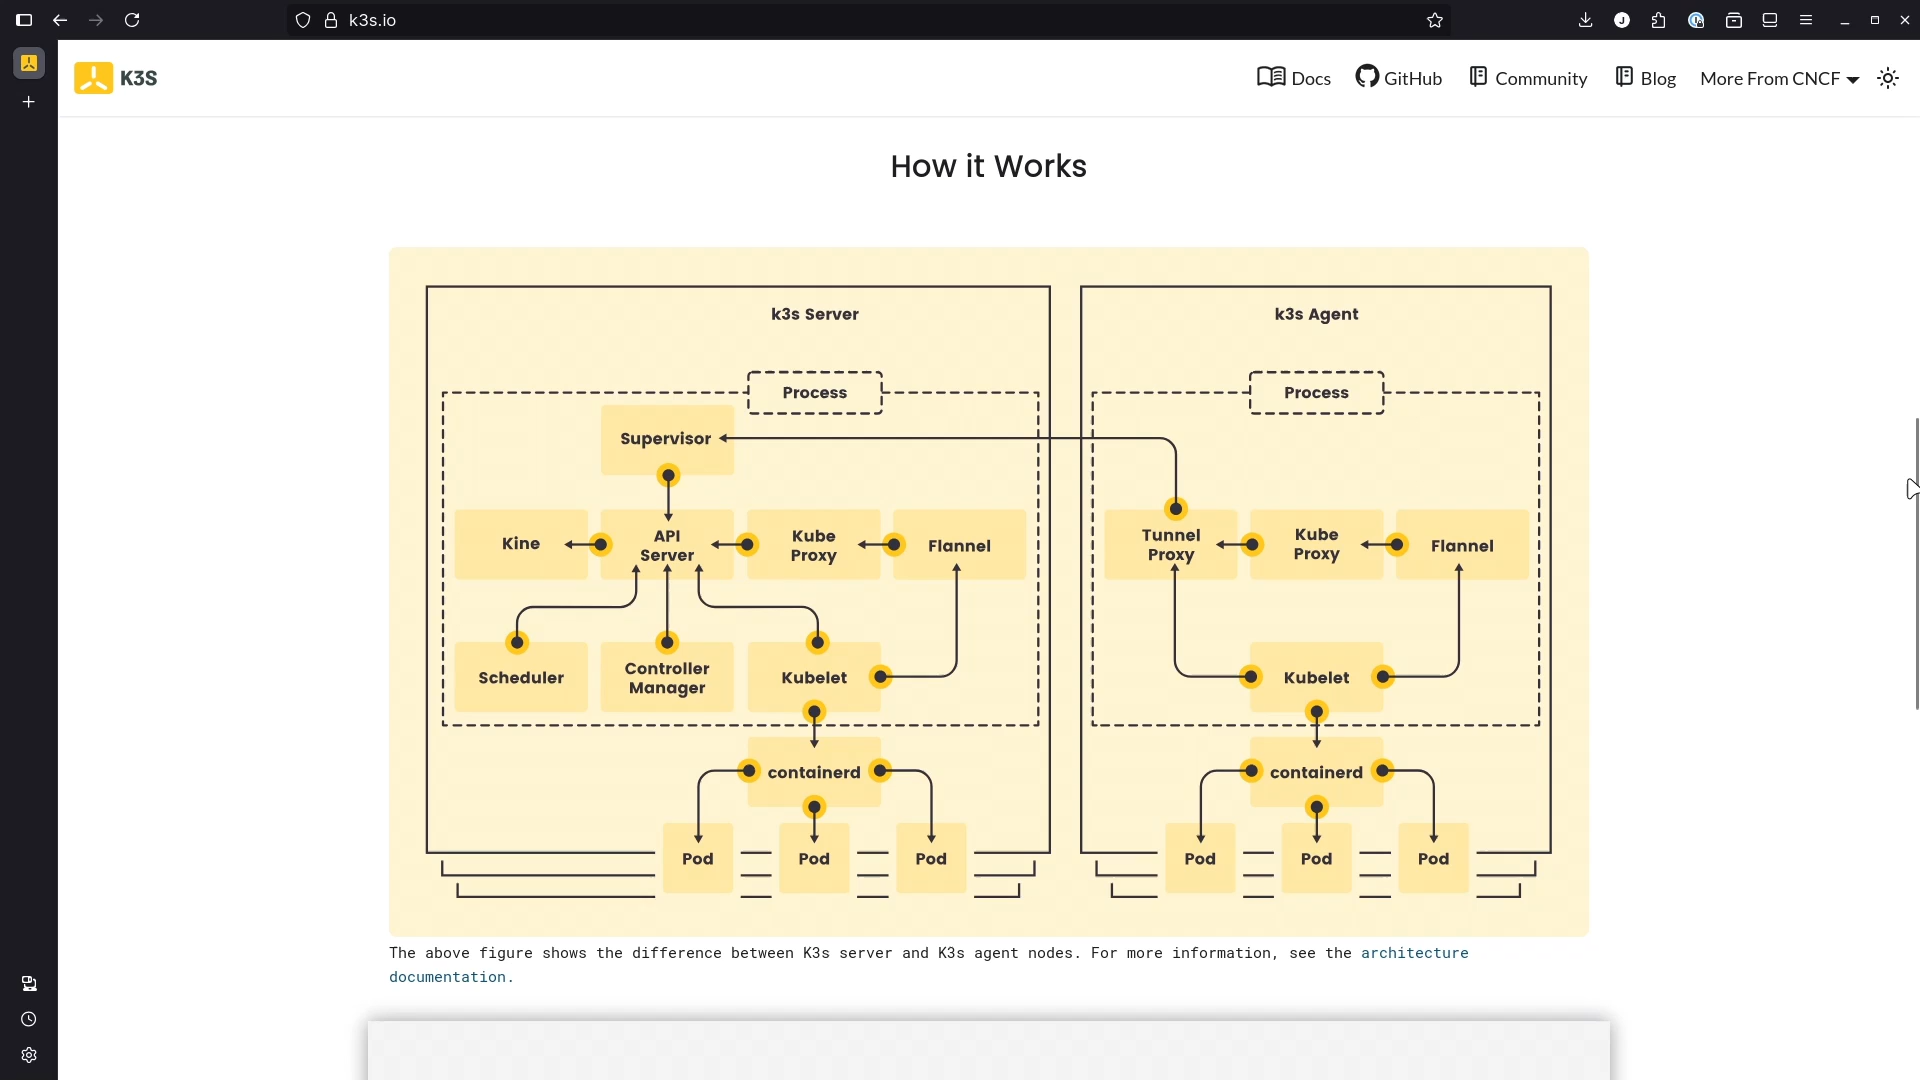 k3s.io
J
K3S
Docs
GitHub
Community
Blog
More From CNCF
How it Works
k3s Server
k3s Agent
Process
Process
Supervisor
Kine
API
Server
Kube
Proxy
Flannel
Tunnel
Proxy
Kube
Proxy
Flannel
Scheduler
Controller
Manager
Kubelet
Kubelet
containerd
containerd
Pod
Pod
Pod
Pod
Pod
Pod
The above figure shows the difference between K3s server and K3s agent nodes. For more information, see the architecture
documentation.